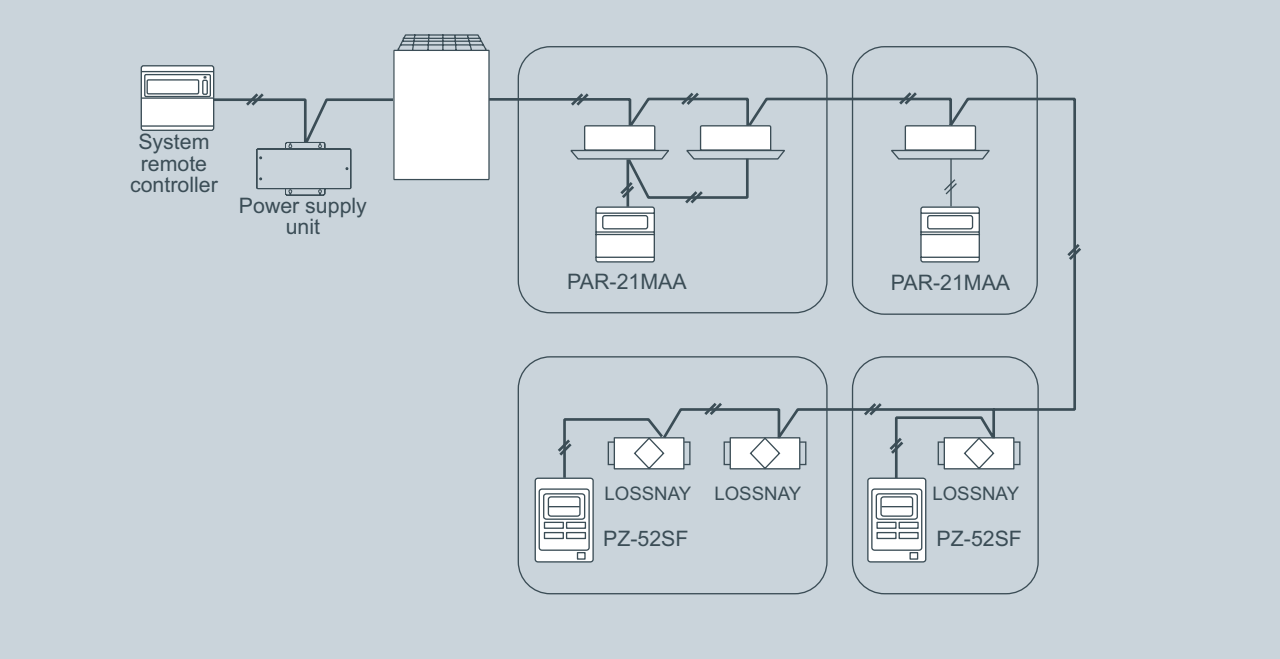 System
remote
controller
Power supply
unit
PAR-21MAA
PAR-21MAA
LOSSNAY
LOSSNAY
LOSSNAY
PZ-52SF
PZ-52SF